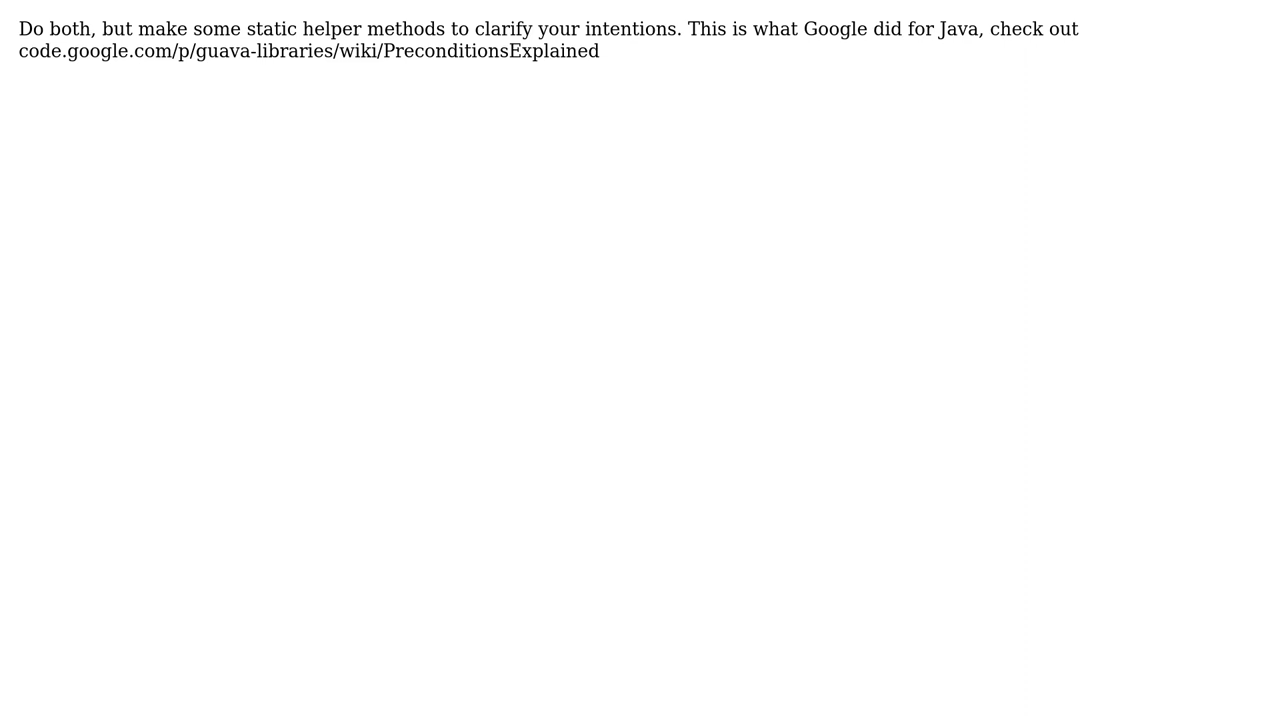 Do both, but make some static helper methods to clarify your intentions. This is what Google did for Java, check out
code.google.com/p/guava-libraries/wiki/PreconditionsExplained